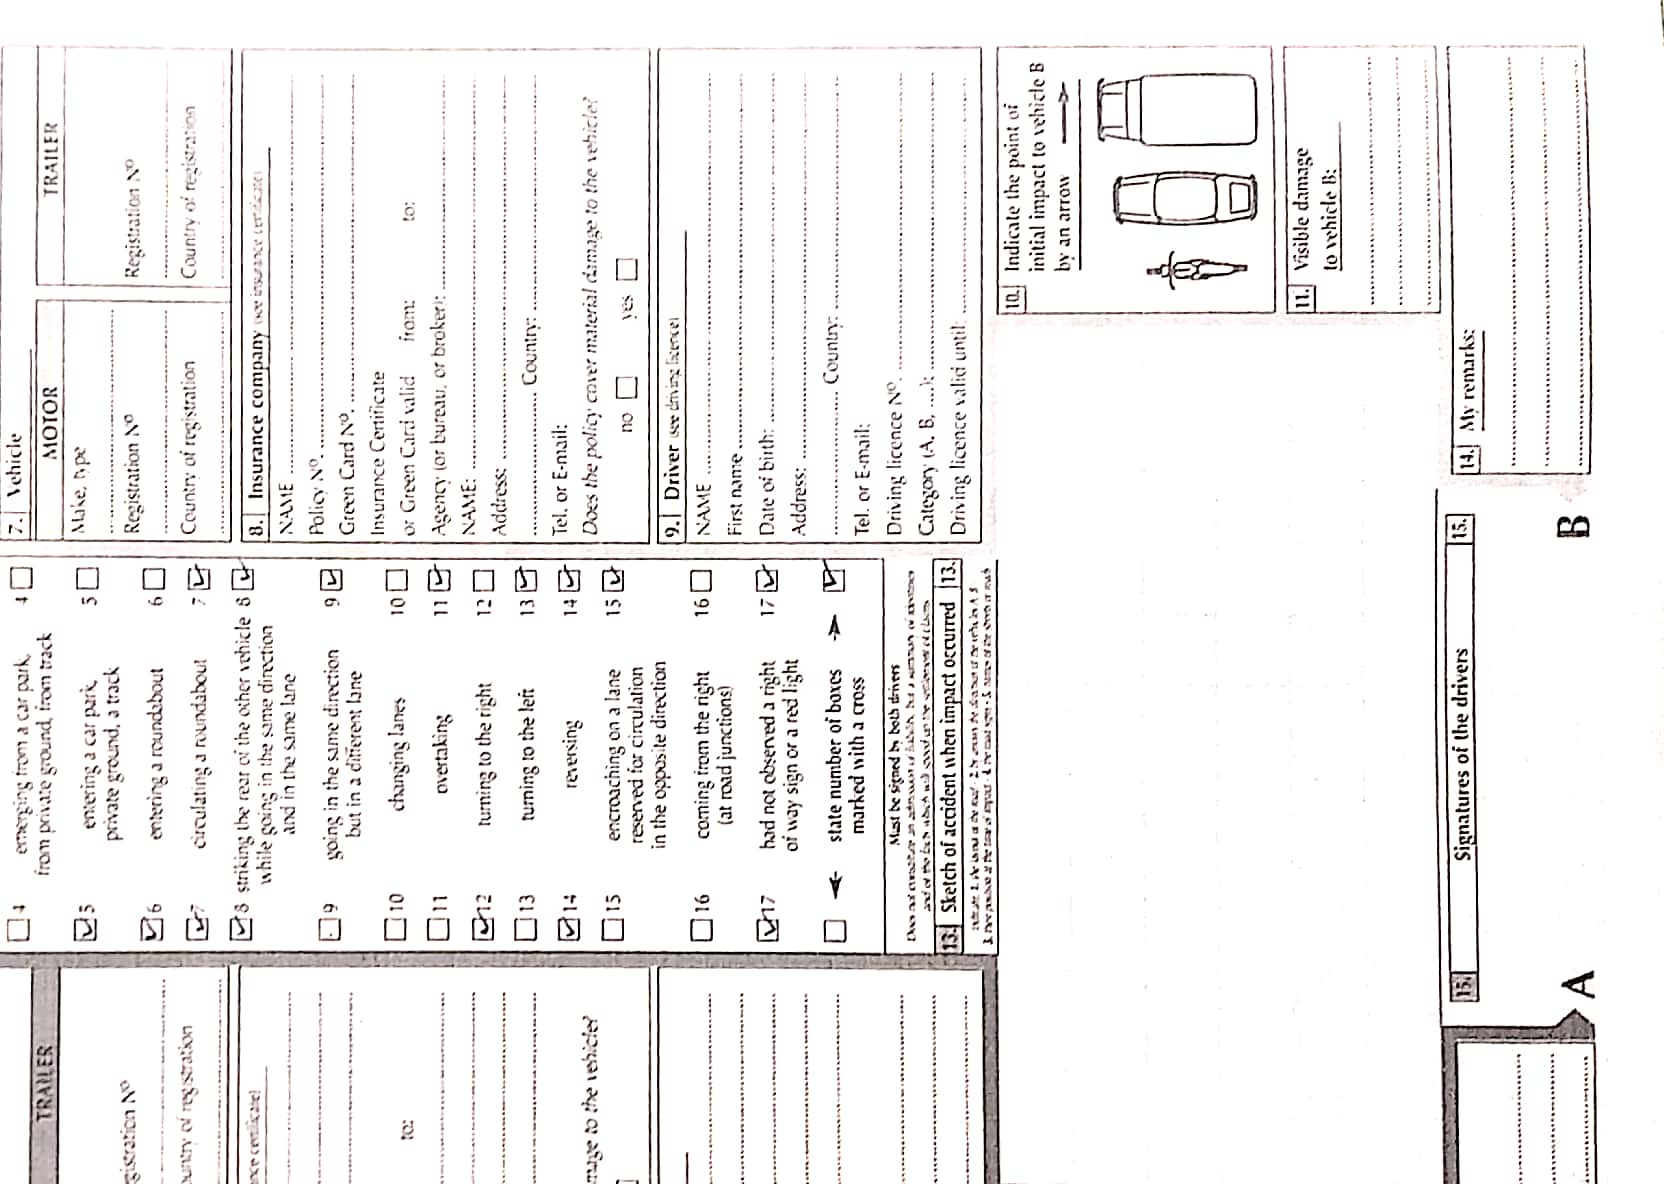 7. Vehicle
MOTOR
TRAILER
Make, type
Registration Nº
Registration Nº
Country of registration
Country of registration
8. Insurance company (see insurance certificate)
NAME
Policy Nº
Green Card Nº
Insurance Certificate
or Green Card valid from: to:
Agency (or bureau, or broker):
NAME:
Address:
Country:
Tel. or E-mail:
Does the policy cover material damage to the vehicle?
no yes
9. Driver (see driving licence)
NAME
First name
Date of birth:
Address:
Country:
Tel. or E-mail:
Driving licence Nº
Category (A, B, ...):
Driving licence valid until:
10. Indicate the point of
initial impact to vehicle B
by an arrow
11. Visible damage
to vehicle B:
14. My remarks:
4 emerging from a car park, 4
from private ground, from track
5 entering a car park, 5
private ground, a track
6 entering a roundabout 6
7 circulating a roundabout 7
8 striking the rear of the other vehicle 8
while going in the same direction
and in the same lane
9 going in the same direction 9
but in a different lane
10 changing lanes 10
11 overtaking 11
12 turning to the right 12
13 turning to the left 13
14 reversing 14
15 encroaching on a lane 15
reserved for circulation
in the opposite direction
16 coming from the right 16
(at road junctions)
17 had not observed a right 17
of way sign or a red light
state number of boxes
marked with a cross
Must be signed by both drivers
13. Sketch of accident when impact occurred 13.
15. Signatures of the drivers 15.
A B
TRAILER
gistration Nº
ountry of registration
nce certificate)
to:
mage to the vehicle?